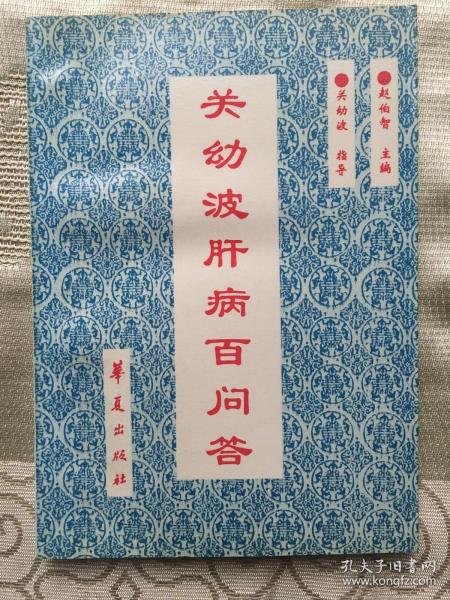 关幼波肝病百问答
●赵伯智 主编
●关幼波 指导
華夏出版社
孔夫子旧书网
www.kongfz.com